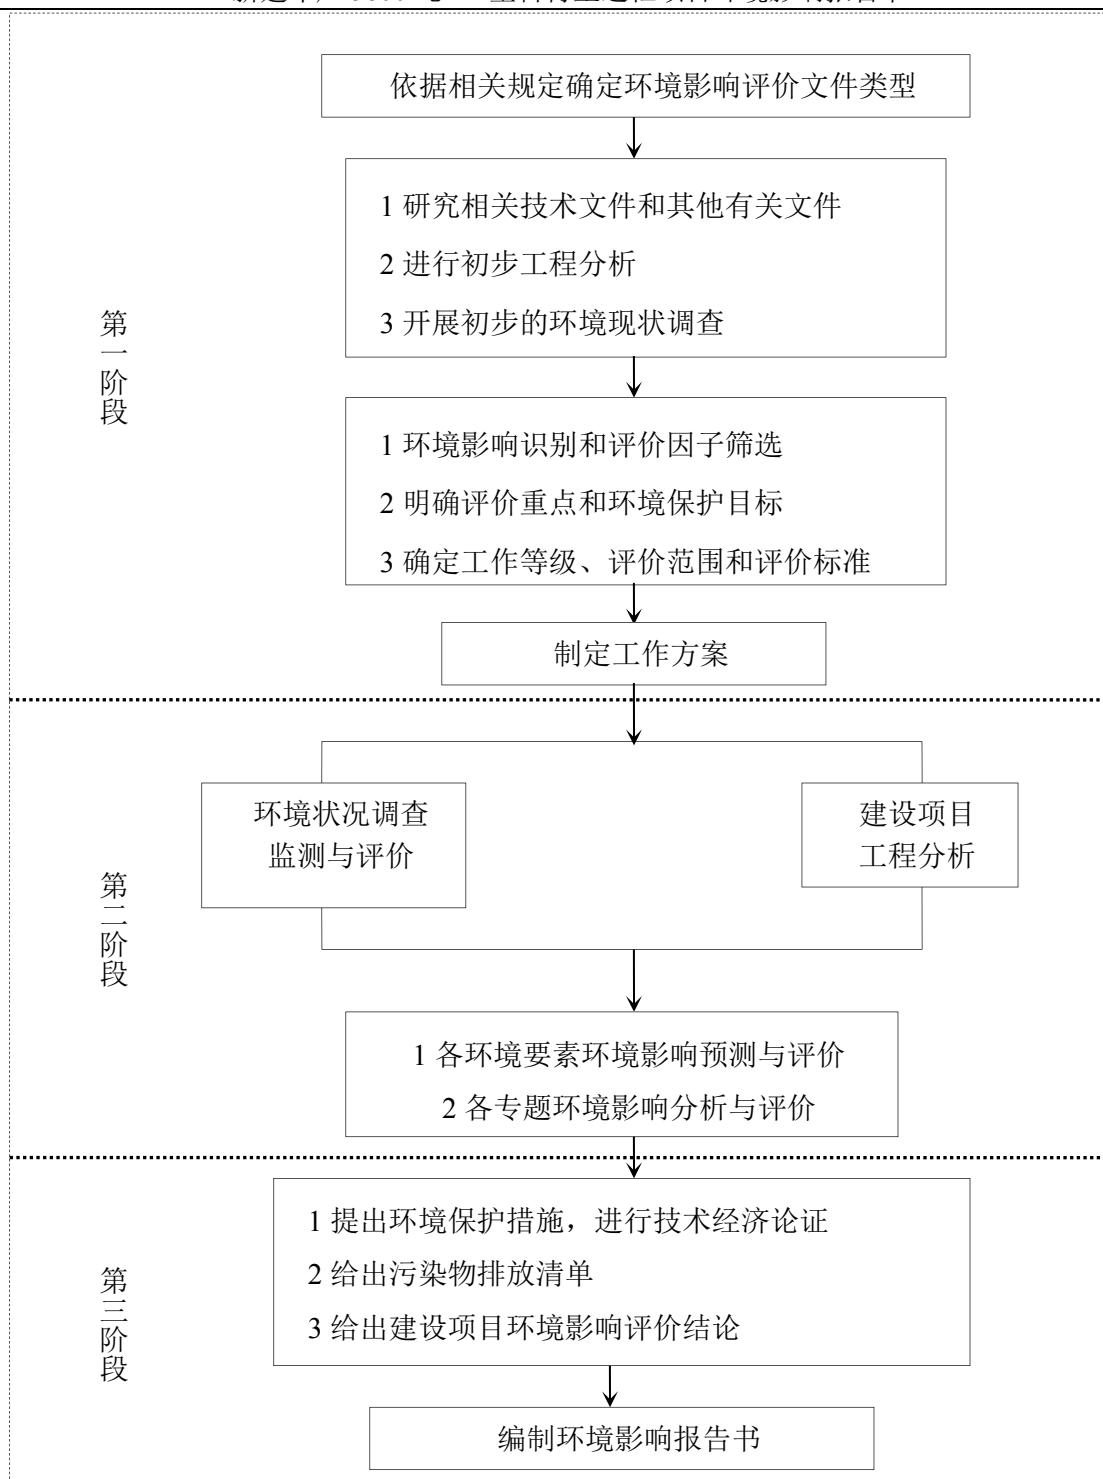 依据相关规定确定环境影响评价文件类型
1 研究相关技术文件和其他有关文件
2 进行初步工程分析
3 开展初步的环境现状调查
第一阶段
1 环境影响识别和评价因子筛选
2 明确评价重点和环境保护目标
3 确定工作等级、评价范围和评价标准
制定工作方案
环境状况调查
监测与评价
建设项目
工程分析
第二阶段
1 各环境要素环境影响预测与评价
2 各专题环境影响分析与评价
1 提出环境保护措施，进行技术经济论证
2 给出污染物排放清单
3 给出建设项目环境影响评价结论
第三阶段
编制环境影响报告书